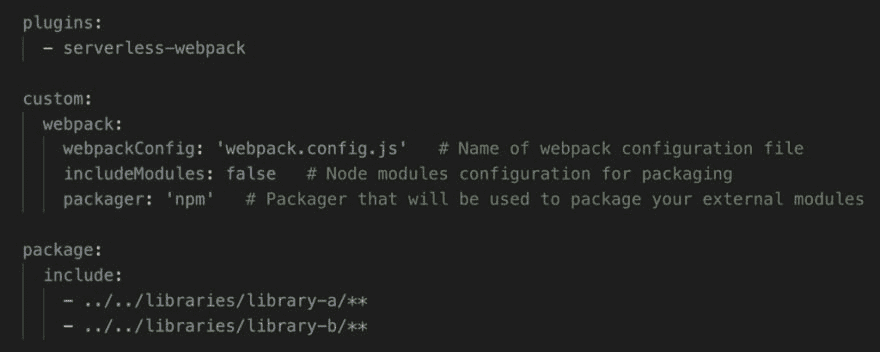 plugins:
- serverless-webpack
custom:
webpack:
webpackConfig: 'webpack.config.js' # Name of webpack configuration file
includeModules: false # Node modules configuration for packaging
packager: 'npm' # Packager that will be used to package your external modules
package:
include:
- ../../libraries/library-a/**
- ../../libraries/library-b/**